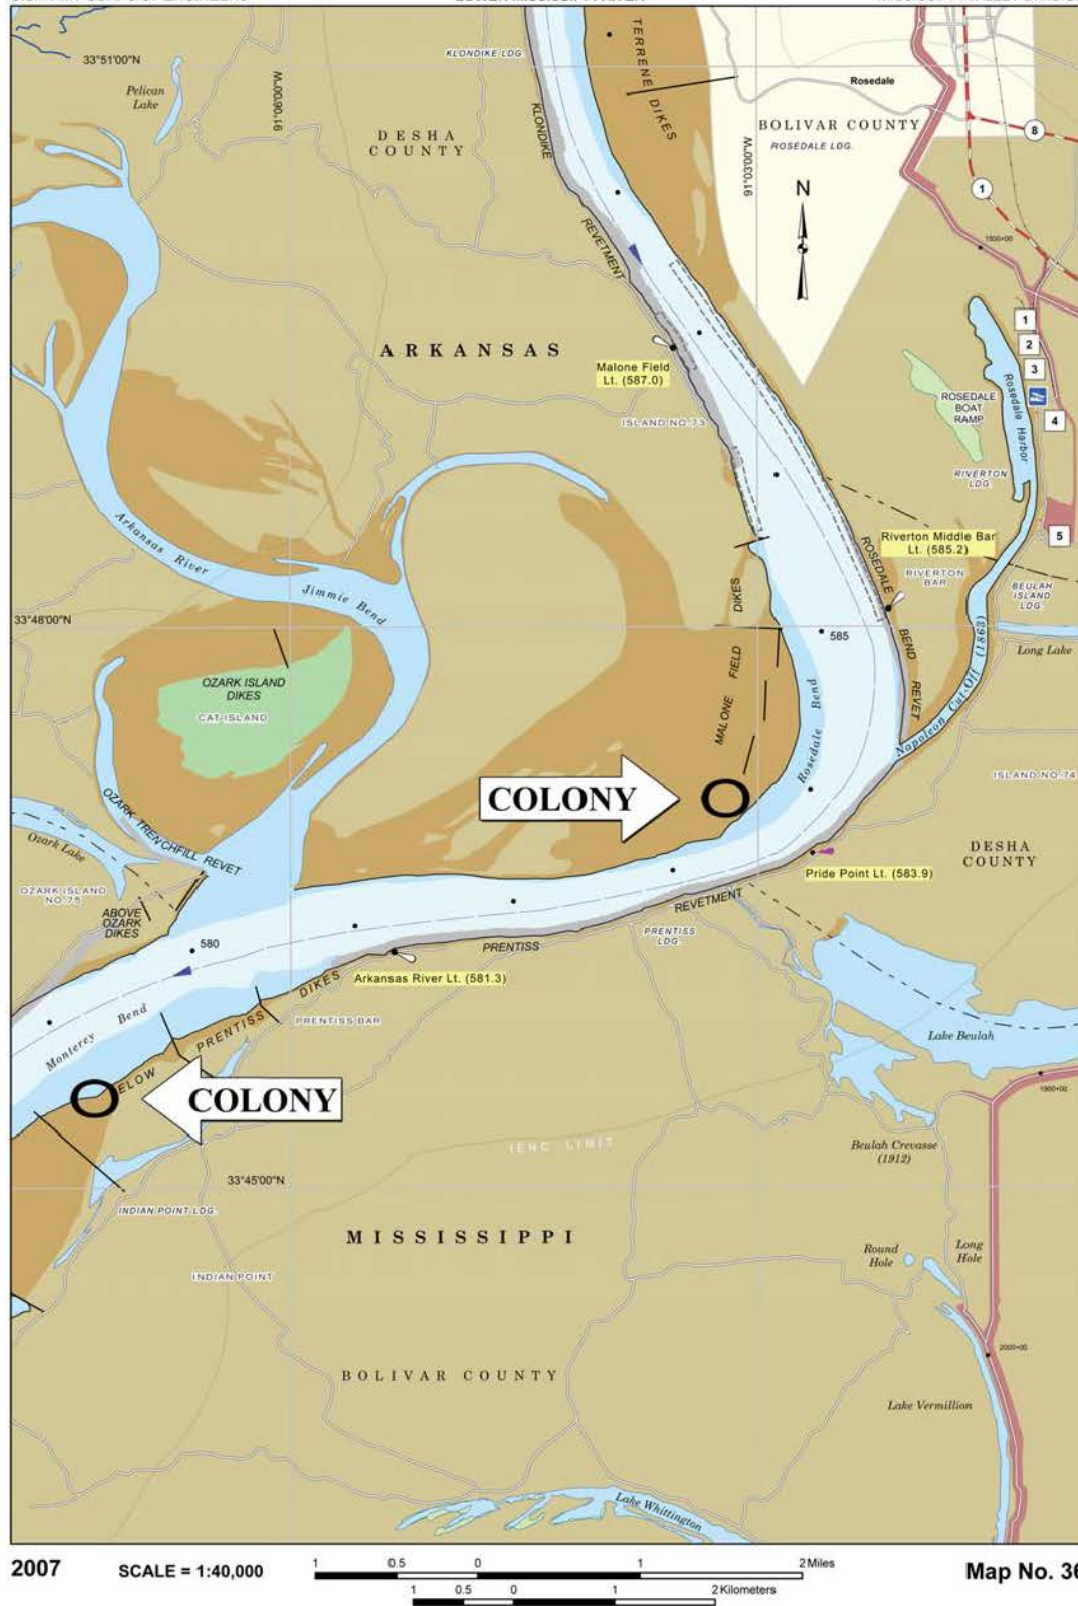 33°51'00"N
Pelican
Lake
91°06'00"W
KLONDIKE LDG.
KLONDIKE
REVETMENT
DESHA
COUNTY
TERRENE DIKES
Rosedale
BOLIVAR COUNTY
ROSEDALE LDG.
91°03'00"W
N
8
1
1500+00
ARKANSAS
Malone Field
Lt. (587.0)
ISLAND NO.73
1
2
3
4
5
ROSEDALE
BOAT
RAMP
Rosedale Harbor
RIVERTON
LDG.
Riverton Middle Bar
Lt. (585.2)
RIVERTON
BAR
BEULAH
ISLAND
LDG.
Long Lake
Arkansas River
Jimmie Bend
33°48'00"N
OZARK ISLAND
DIKES
CAT ISLAND
MALONE FIELD DIKES
585
ROSEDALE BEND REVET
Napoleon Cut-Off (1863)
Rosedale Bend
ISLAND NO.74
COLONY
OZARK TRENCHFILL REVET
Ozark Lake
OZARK ISLAND
NO.75
ABOVE
OZARK
DIKES
DESHA
COUNTY
Pride Point Lt. (583.9)
REVETMENT
PRENTISS
PRENTISS
LDG.
580
Arkansas River Lt. (581.3)
PRENTISS DIKES
PRENTISS BAR
Monterey Bend
ELOW
COLONY
Lake Beulah
1900+00
Beulah Crevasse
(1912)
IENC LIMIT
33°45'00"N
INDIAN POINT LDG.
MISSISSIPPI
INDIAN POINT
Round
Hole
Long
Hole
2000+00
BOLIVAR COUNTY
Lake Vermillion
Lake Whittington
2007
SCALE = 1:40,000
1 0.5 0 1 2 Miles
1 0.5 0 1 2 Kilometers
Map No. 36